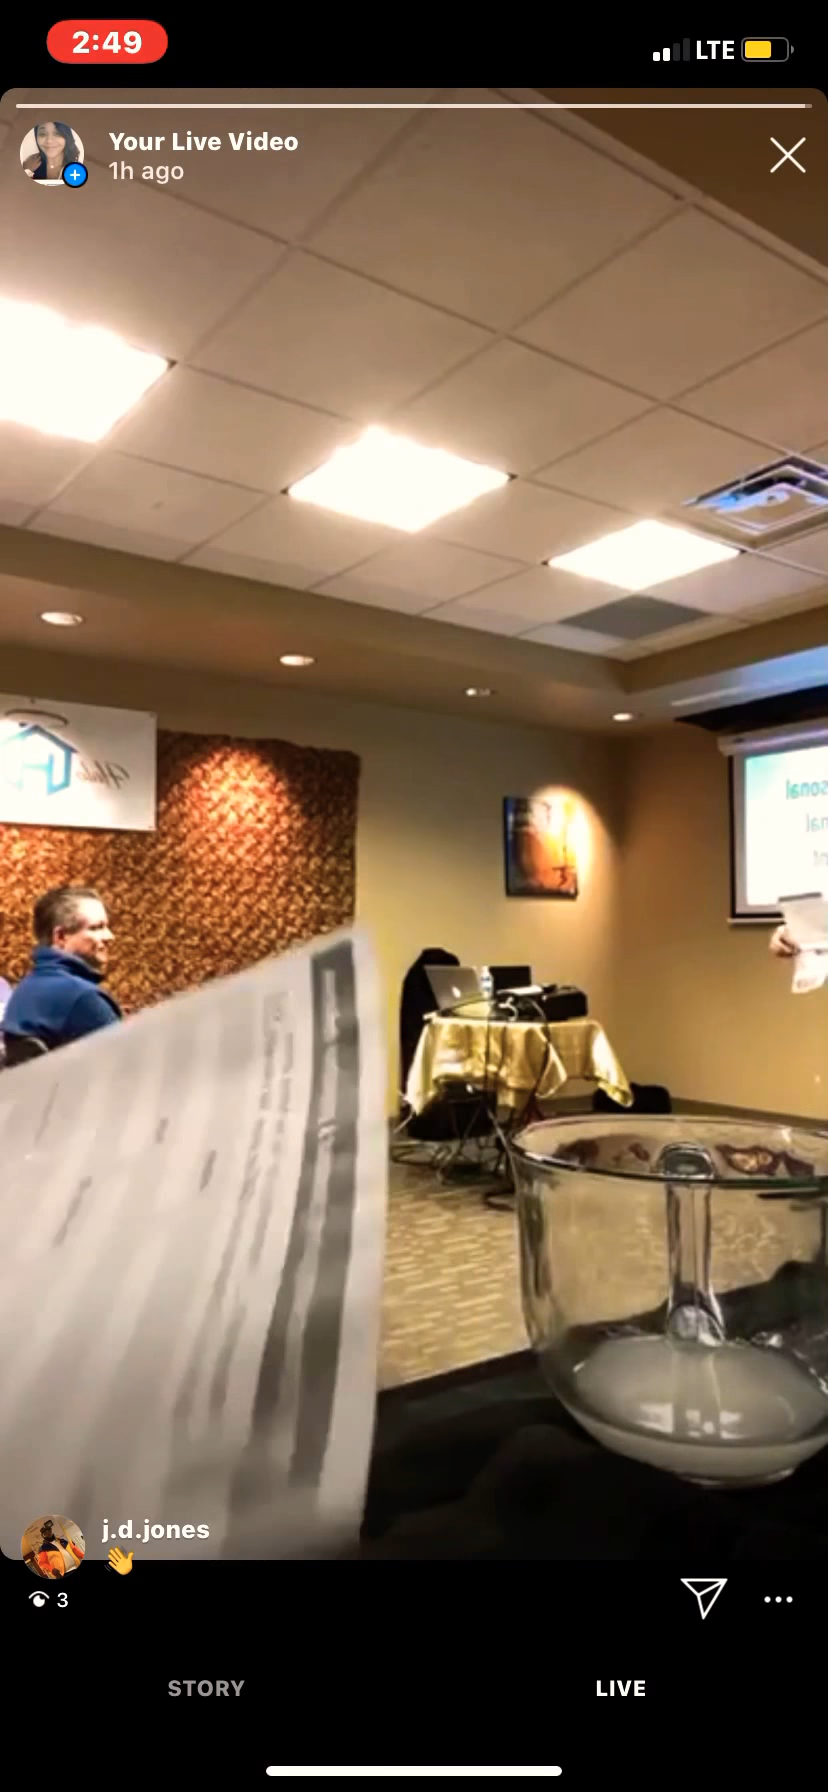 2:49
LTE
Your Live Video
1h ago
j.d.jones
👋
3
STORY
LIVE